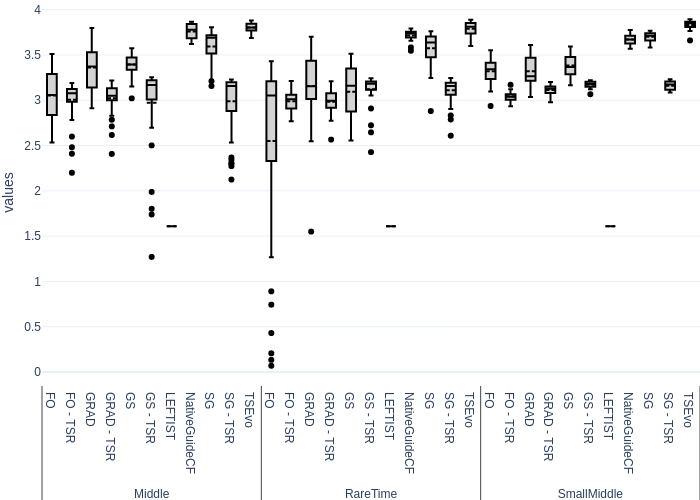 4
3.5
3
2.5
2
1.5
1
0.5
0
values
FO
FO - TSR
GRAD
GRAD - TSR
GS
GS - TSR
LEFTIST
NativeGuideCF
SG
SG - TSR
TSEvo
FO
FO - TSR
GRAD
GRAD - TSR
GS
GS - TSR
LEFTIST
NativeGuideCF
SG
SG - TSR
TSEvo
FO
FO - TSR
GRAD
GRAD - TSR
GS
GS - TSR
LEFTIST
NativeGuideCF
SG
SG - TSR
TSEvo
Middle
RareTime
SmallMiddle